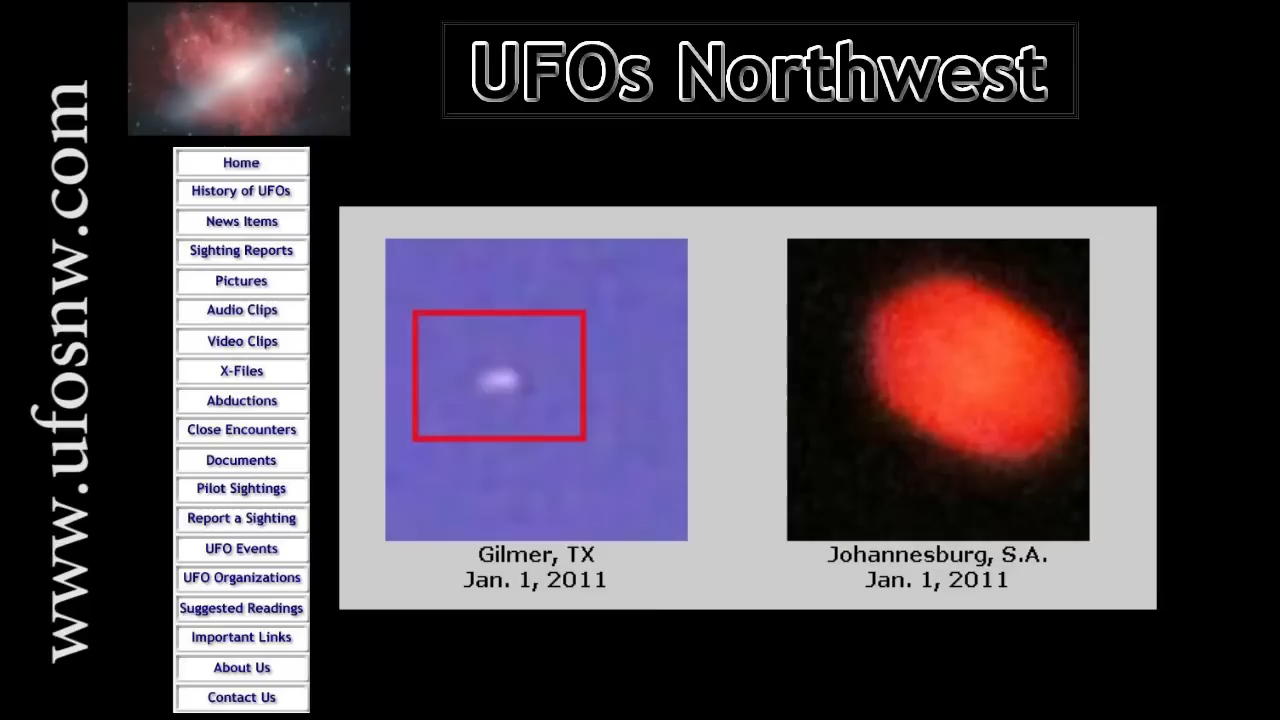 www.ufosnw.com
UFOs Northwest
Home
History of UFOs
News Items
Sighting Reports
Pictures
Audio Clips
Video Clips
X-Files
Abductions
Close Encounters
Documents
Pilot Sightings
Report a Sighting
UFO Events
UFO Organizations
Suggested Readings
Important Links
About Us
Contact Us
Gilmer, TX
Jan. 1, 2011
Johannesburg, S.A.
Jan. 1, 2011